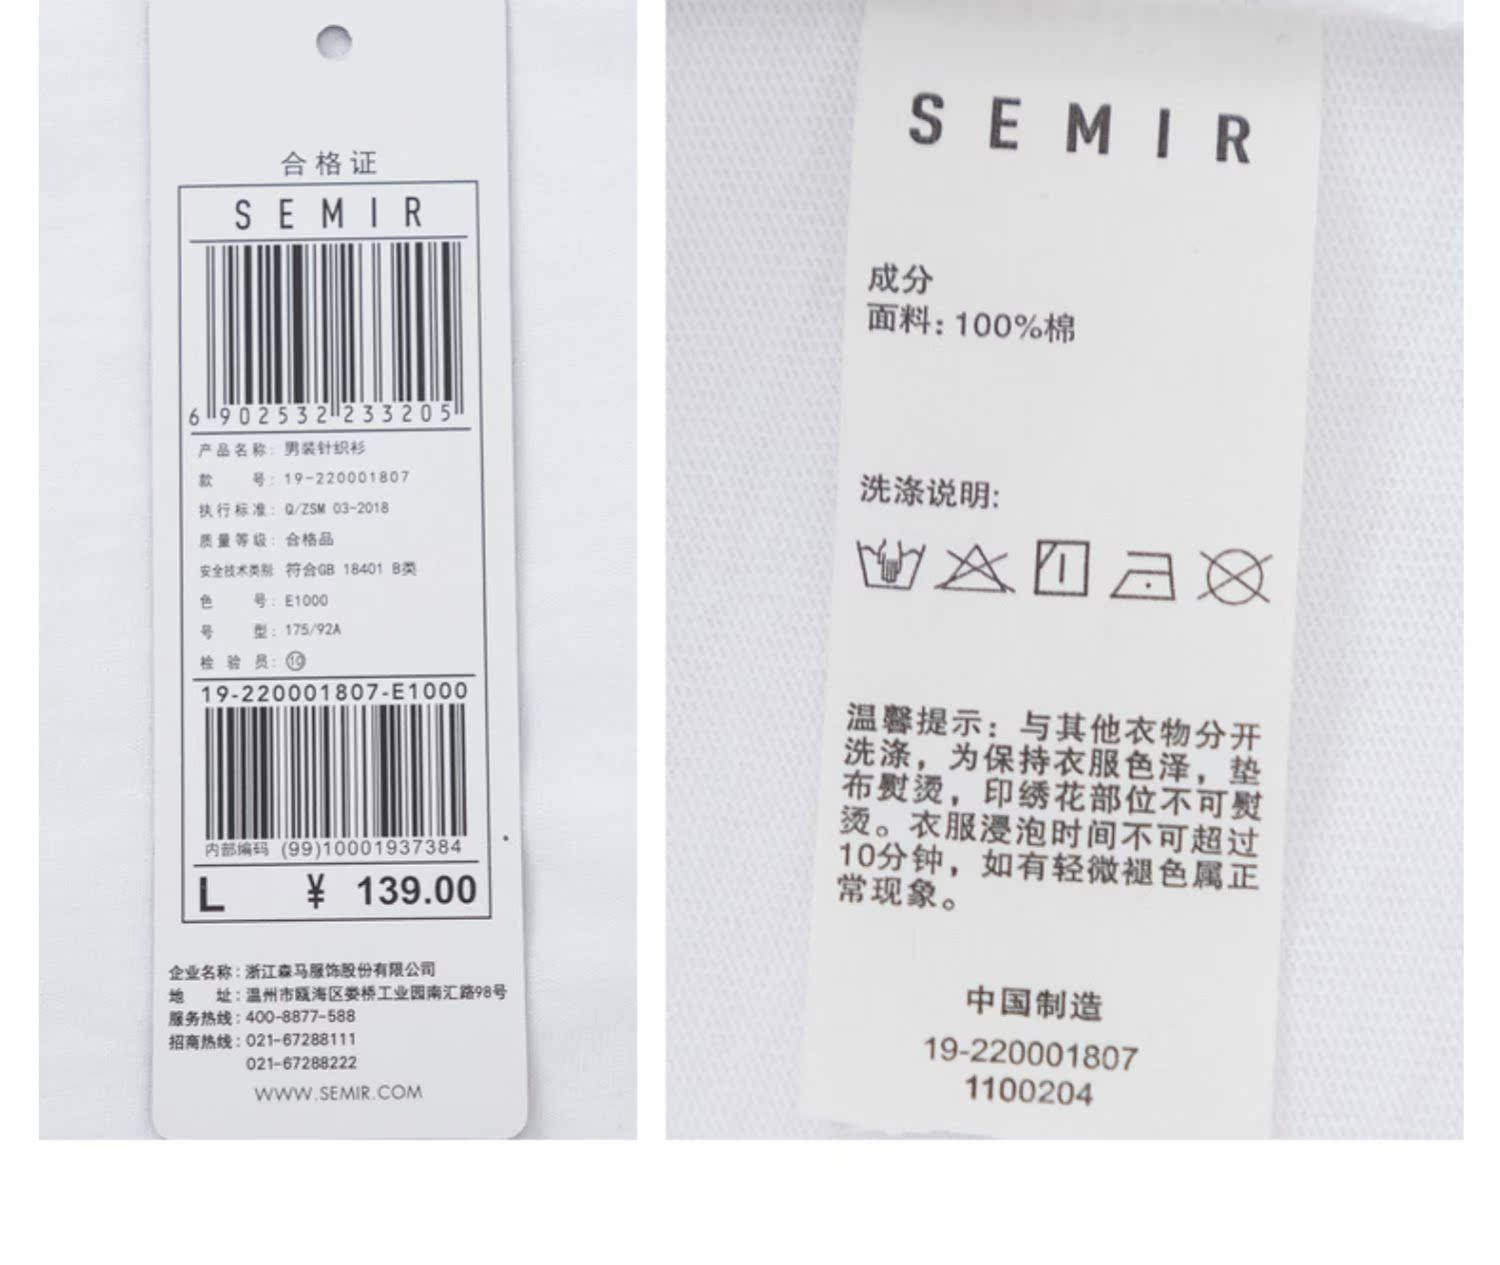 合格证
SEMIR
6 902532 233205
产品名称: 男装针织衫
款 号: 19-220001807
执行标准: Q/ZSM 03-2018
质量等级: 合格品
安全技术类别: 符合GB 18401 B类
色 号: E1000
号 型: 175/92A
检 验 员: ⑩
19-220001807-E1000
内部编码 (99)10001937384
L ¥ 139.00
企业名称: 浙江森马服饰股份有限公司
地 址: 温州市瓯海区娄桥工业园南汇路98号
服务热线: 400-8877-588
招商热线: 021-67288111
021-67288222
WWW.SEMIR.COM
SEMIR
成分
面料: 100%棉
洗涤说明:
温馨提示: 与其他衣物分开
洗涤，为保持衣服色泽，垫
布熨烫，印绣花部位不可熨
烫。衣服浸泡时间不可超过
10分钟，如有轻微褪色属正
常现象。
中国制造
19-220001807
1100204